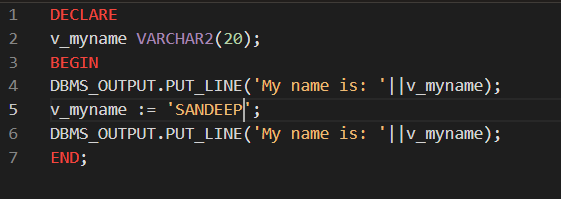 1 DECLARE
2 v_myname VARCHAR2(20);
3 BEGIN
4 DBMS_OUTPUT.PUT_LINE('My name is: '||v_myname);
5 v_myname := 'SANDEEP';
6 DBMS_OUTPUT.PUT_LINE('My name is: '||v_myname);
7 END;